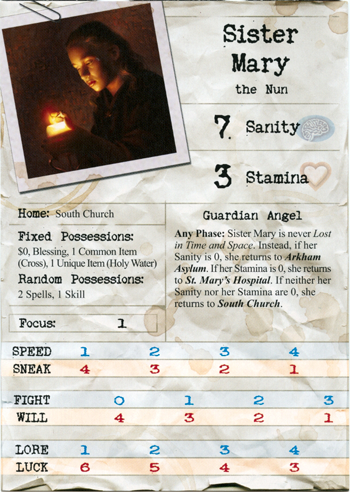 Sister
Mary
the Nun
7 Sanity
3 Stamina
Home: South Church
Fixed Possessions:
$0, Blessing, 1 Common Item
(Cross), 1 Unique Item (Holy Water)
Random Possessions:
2 Spells, 1 Skill
Focus: 1
Guardian Angel
Any Phase: Sister Mary is never Lost
in Time and Space. Instead, if her
Sanity is 0, she returns to Arkham
Asylum. If her Stamina is 0, she returns
to St. Mary's Hospital. If neither her
Sanity nor her Stamina are 0, she
returns to South Church.
SPEED 1 2 3 4
SNEAK 4 3 2 1
FIGHT 0 1 2 3
WILL 4 3 2 1
LORE 1 2 3 4
LUCK 6 5 4 3